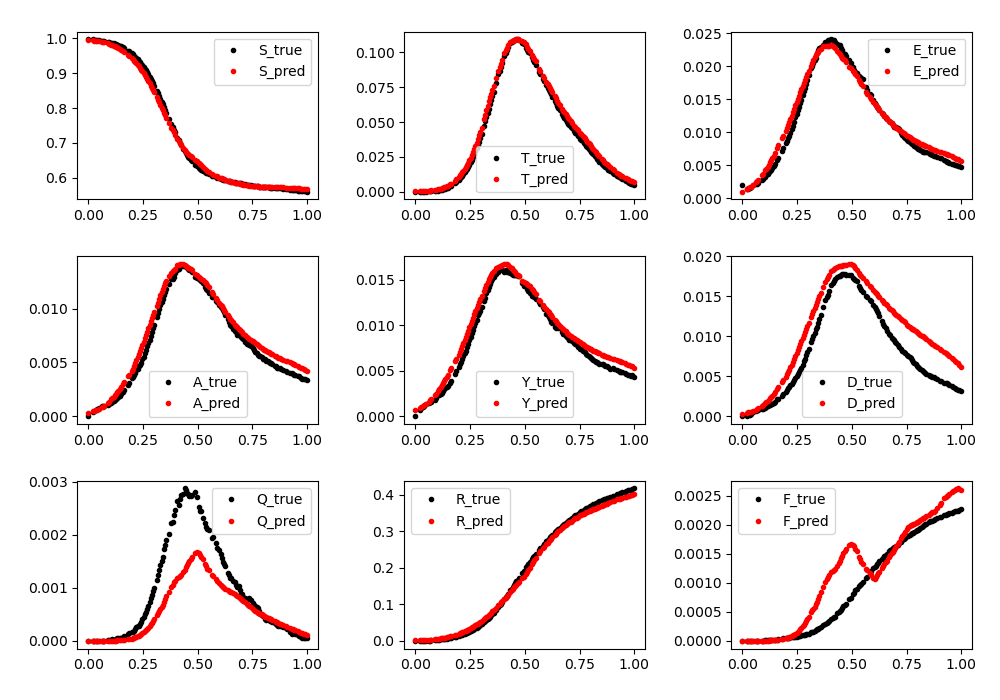 1.0
0.9
0.8
0.7
0.6
S_true
S_pred
0.00 0.25 0.50 0.75 1.00
0.100
0.075
0.050
0.025
0.000
T_true
T_pred
0.00 0.25 0.50 0.75 1.00
0.025
0.020
0.015
0.010
0.005
0.000
E_true
E_pred
0.00 0.25 0.50 0.75 1.00
0.010
0.005
0.000
A_true
A_pred
0.00 0.25 0.50 0.75 1.00
0.015
0.010
0.005
0.000
Y_true
Y_pred
0.00 0.25 0.50 0.75 1.00
0.020
0.015
0.010
0.005
0.000
D_true
D_pred
0.00 0.25 0.50 0.75 1.00
0.003
0.002
0.001
0.000
Q_true
Q_pred
0.00 0.25 0.50 0.75 1.00
0.4
0.3
0.2
0.1
0.0
R_true
R_pred
0.00 0.25 0.50 0.75 1.00
0.0025
0.0020
0.0015
0.0010
0.0005
0.0000
F_true
F_pred
0.00 0.25 0.50 0.75 1.00